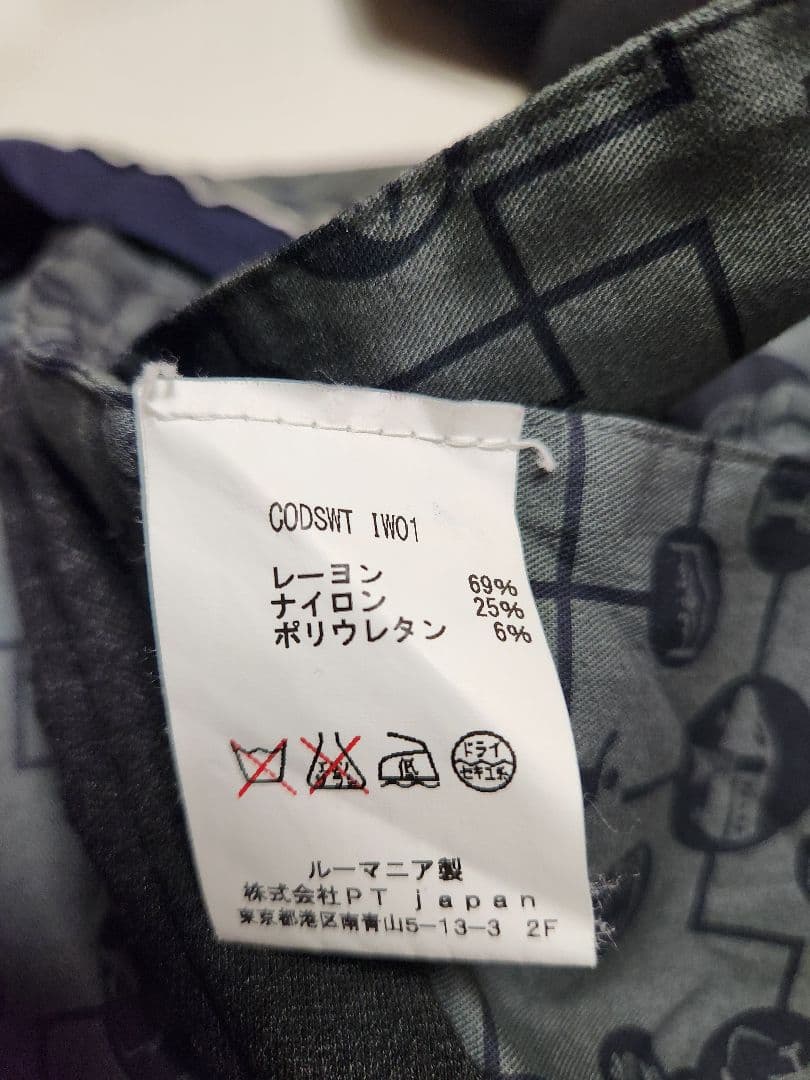 CODSWT IW01
レーヨン 69%
ナイロン 25%
ポリウレタン 6%
低 ドライ
セキユ系
ルーマニア製
株式会社PT japan
東京都港区南青山5-13-3 2F